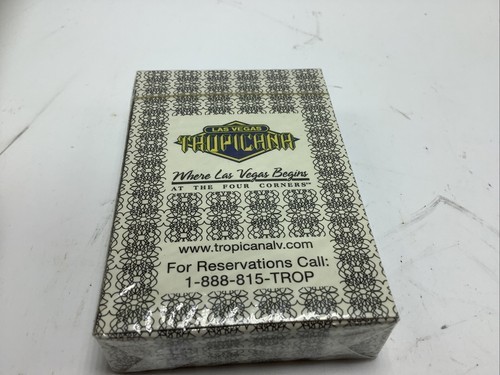 LAS VEGAS
TROPICANA
Where Las Vegas Begins
AT THE FOUR CORNERS™
www.tropicanalv.com
For Reservations Call:
1-888-815-TROP